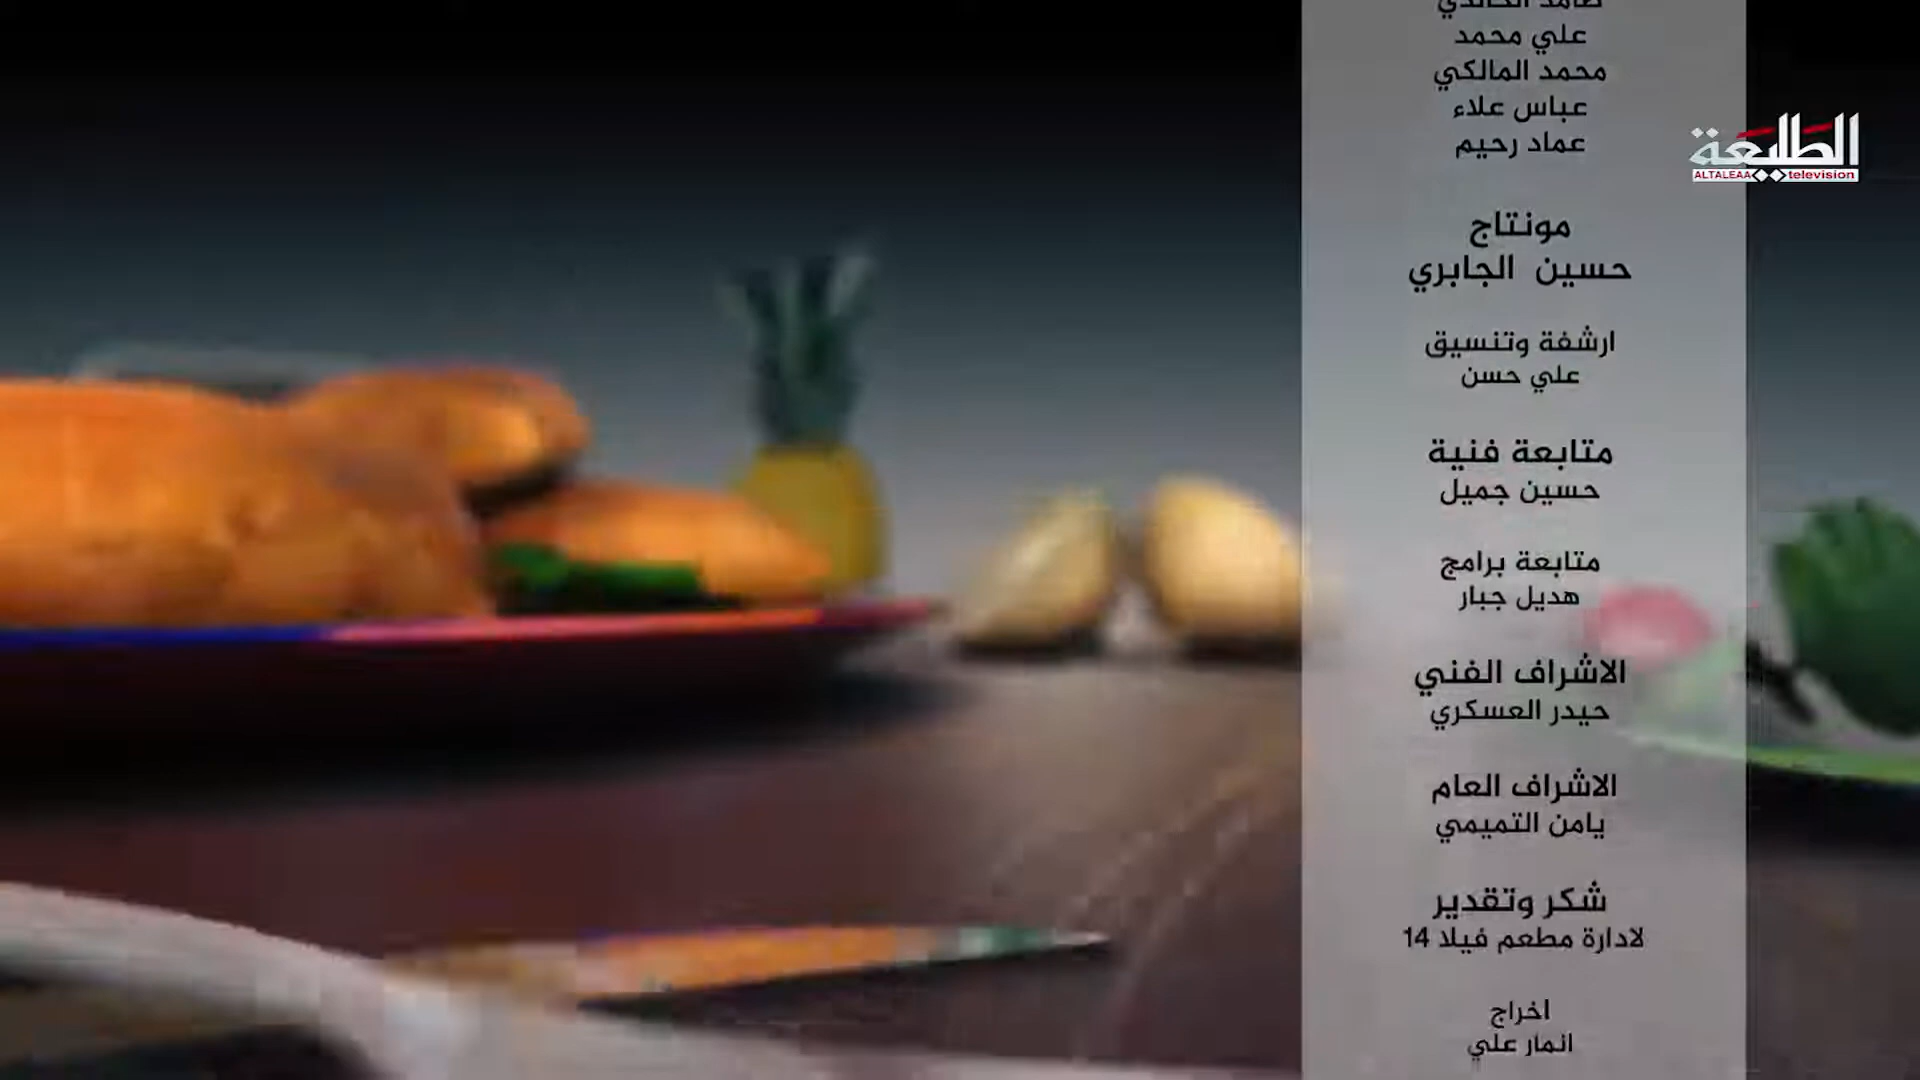 علي محمد
محمد المالكي
عباس علاء
عماد رحيم
الطليعة
ALTALEAA television
مونتاج
حسين الجابري
ارشفة وتنسيق
علي حسن
متابعة فنية
حسين جميل
متابعة برامج
هديل جبار
الاشراف الفني
حيدر العسكري
الاشراف العام
يامن التميمي
شكر وتقدير
لادارة مطعم فيلا 14
اخراج
انمار علي